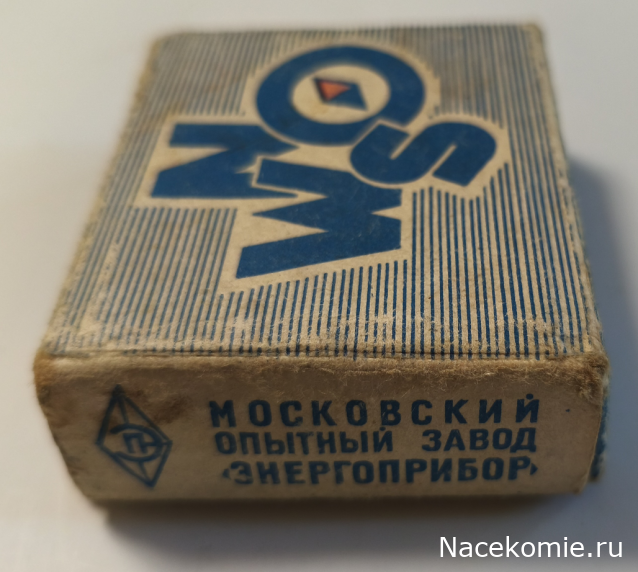 NO
WS
МОСКОВСКИЙ
ОПЫТНЫЙ ЗАВОД
«ЭНЕРГОПРИБОР»
Nacekomie.ru